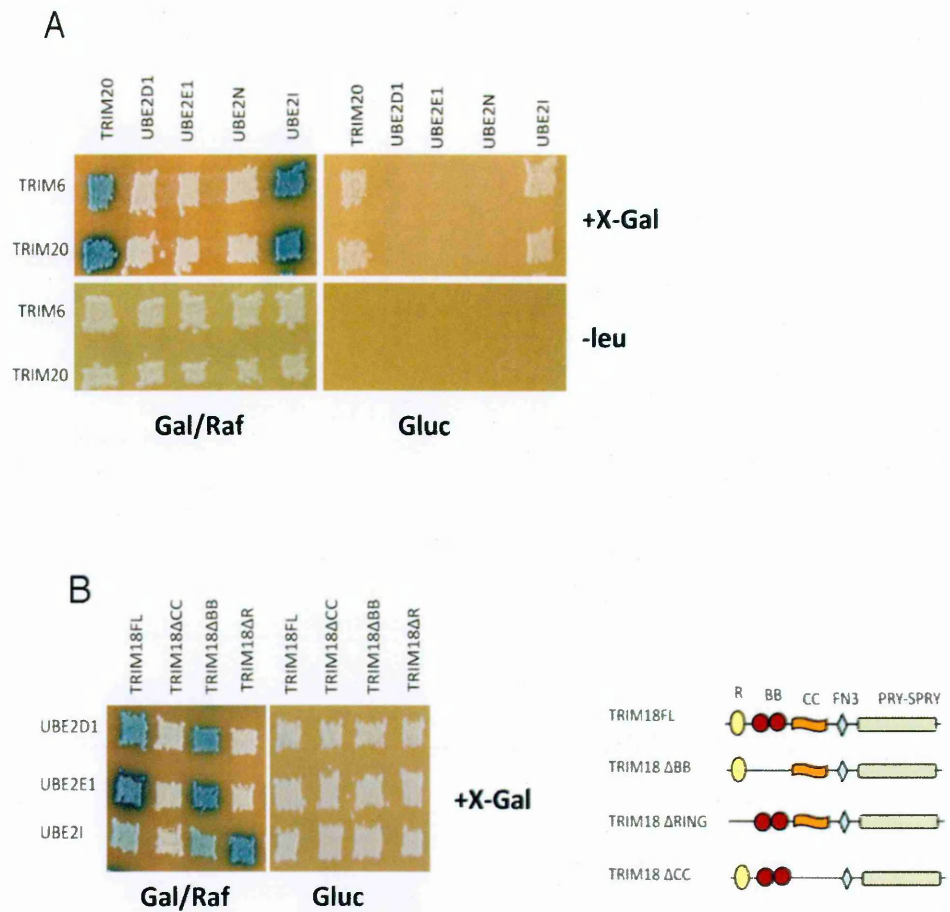 A
TRIM20 UBE2D1 UBE2E1 UBE2N UBE2I TRIM20 UBE2D1 UBE2E1 UBE2N UBE2I
TRIM6
TRIM20
+X-Gal
TRIM6
TRIM20
-leu
Gal/Raf Gluc
B
TRIM18FL TRIM18ΔCC TRIM18ΔBB TRIM18ΔR TRIM18FL TRIM18ΔCC TRIM18ΔBB TRIM18ΔR
UBE2D1
UBE2E1
UBE2I
+X-Gal
Gal/Raf Gluc
R BB CC FN3 PRY-SPRY
TRIM18FL
TRIM18 ΔBB
TRIM18 ΔRING
TRIM18 ΔCC